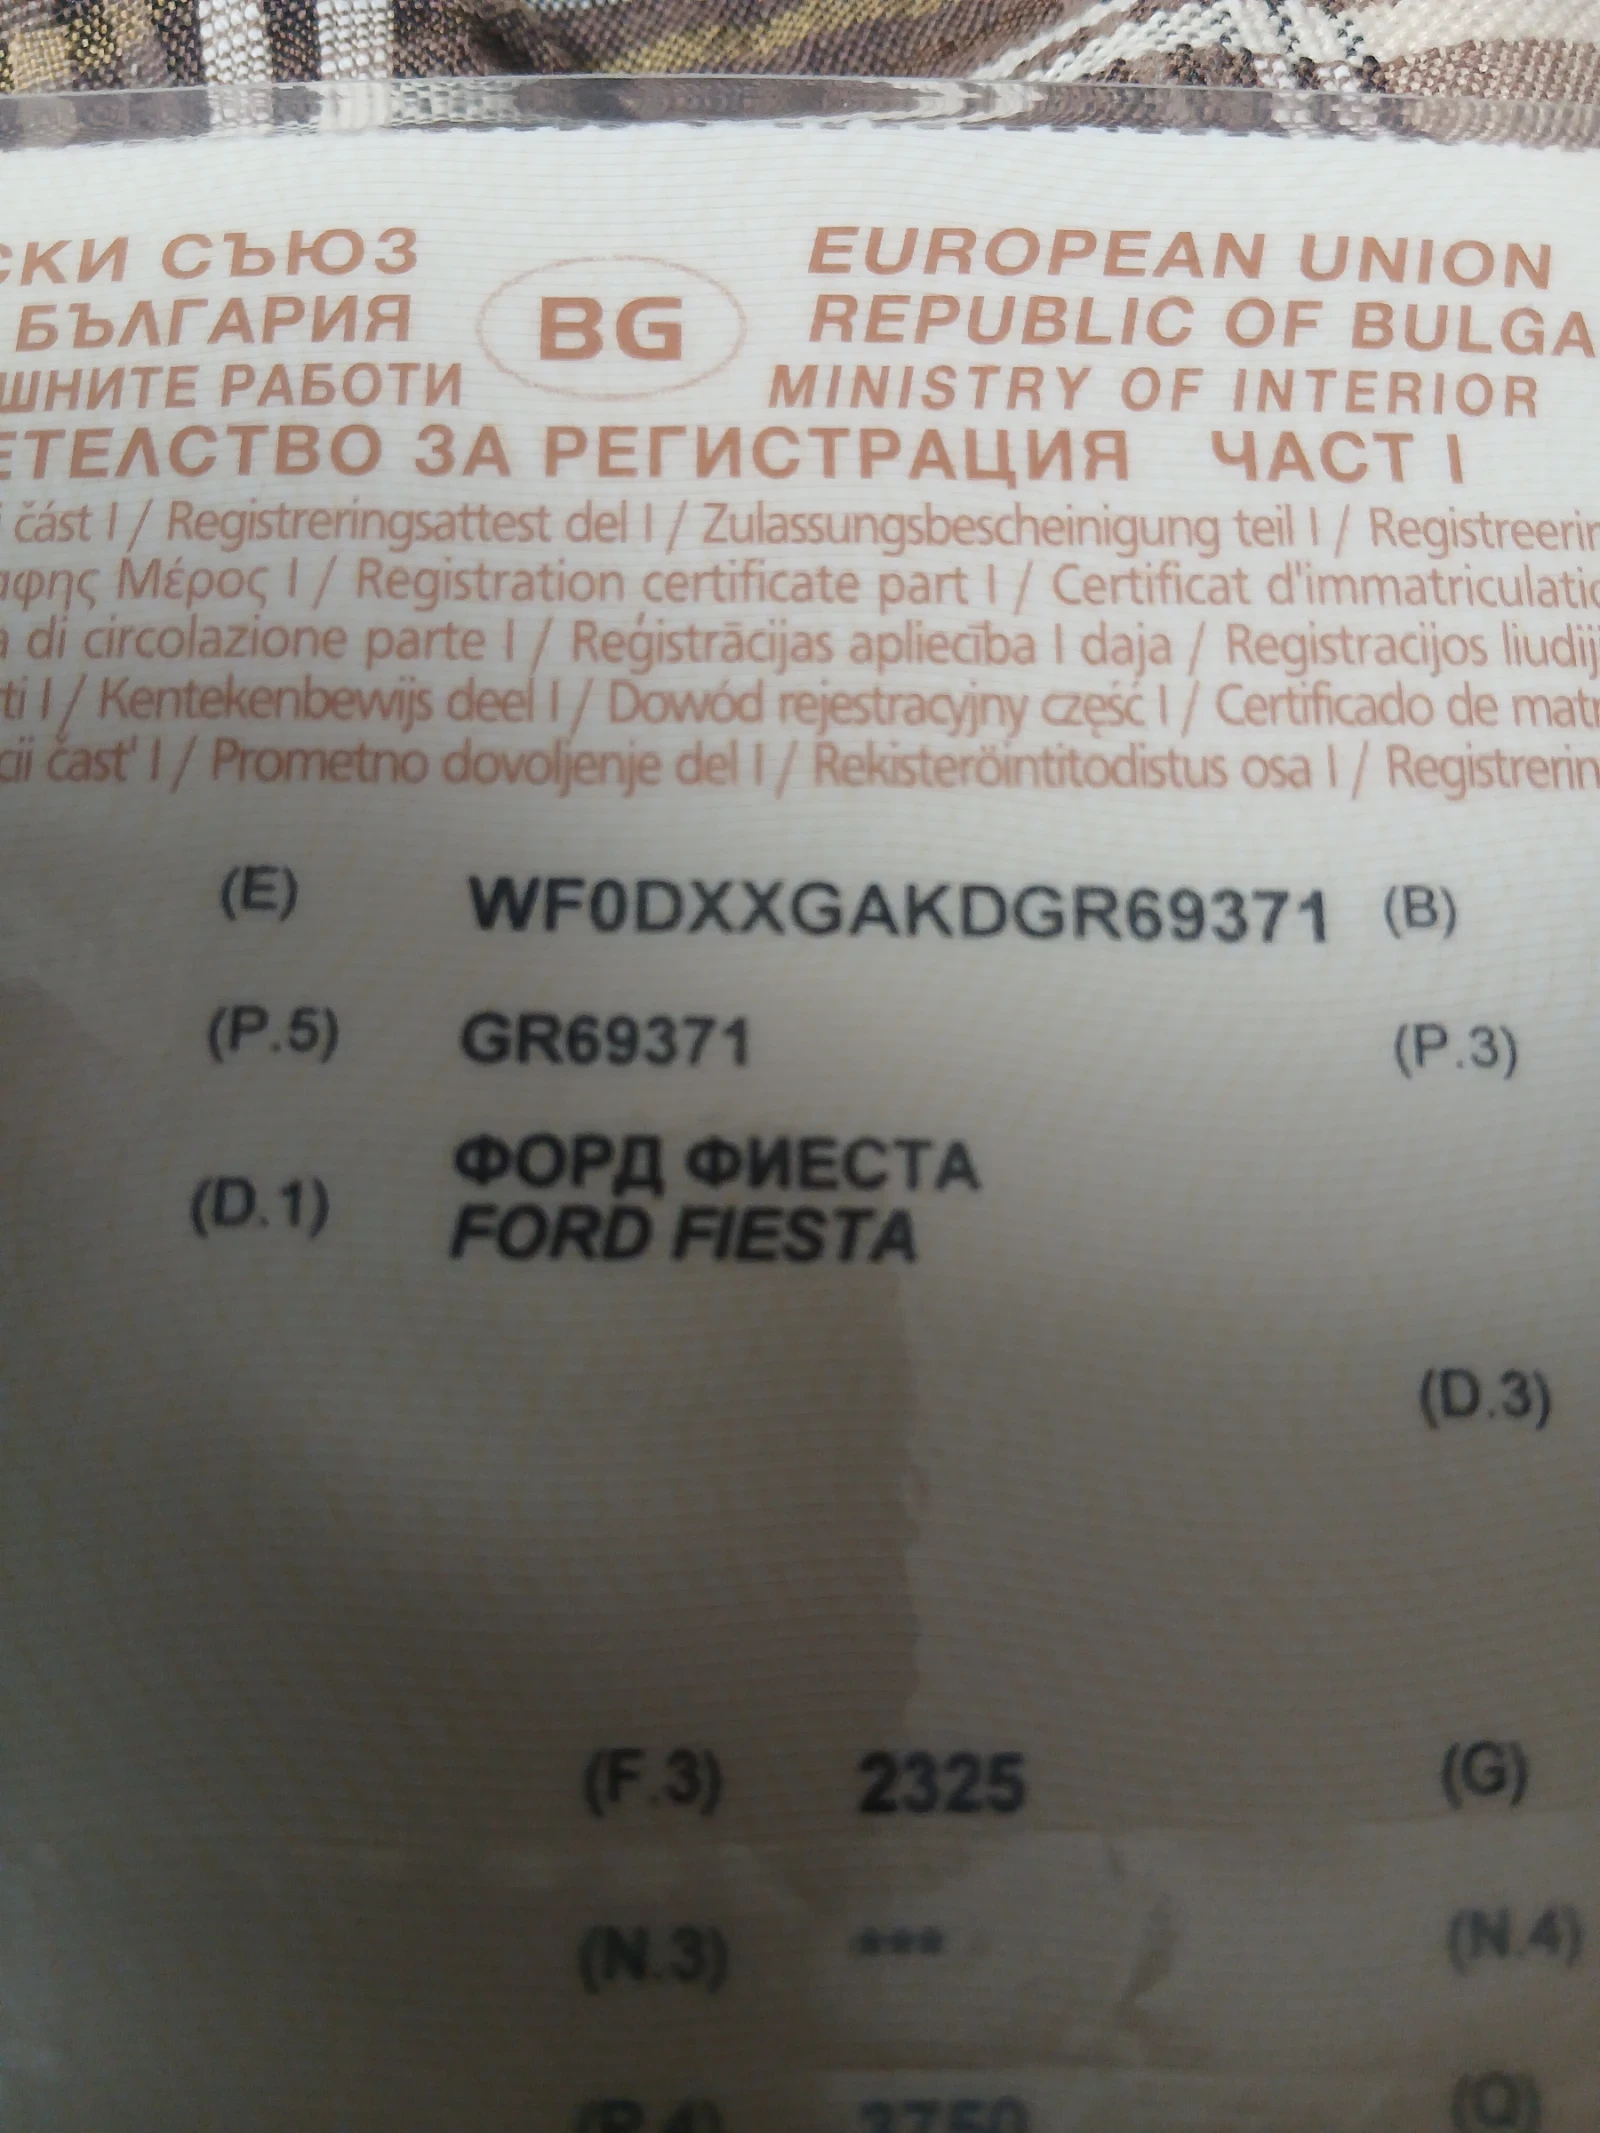 СКИ СЪЮЗ
БЪЛГАРИЯ
ШНИТЕ РАБОТИ
BG
EUROPEAN UNION
REPUBLIC OF BULGA
MINISTRY OF INTERIOR
ЕТЕЛСТВО ЗА РЕГИСТРАЦИЯ ЧАСТ I
část I / Registreringsattest del I / Zulassungsbescheinigung teil I / Registreerin
αφης Μέρος I / Registration certificate part I / Certificat d'immatriculatio
a di circolazione parte I / Reģistrācijas apliecība I daja / Registracijos liudij
ti I / Kentekenbewijs deel I / Dowód rejestracyjny część I / Certificado de matr
cii čast' I / Prometno dovoljenje del I / Rekisteröintitodistus osa I / Registrerin
(E) WF0DXXGAKDGR69371 (B)
(P.5) GR69371 (P.3)
(D.1) ФОРД ФИЕСТА
FORD FIESTA
(D.3)
(F.3) 2325 (G)
(N.3) *** (N.4)
(P.4) 3750 (Q)